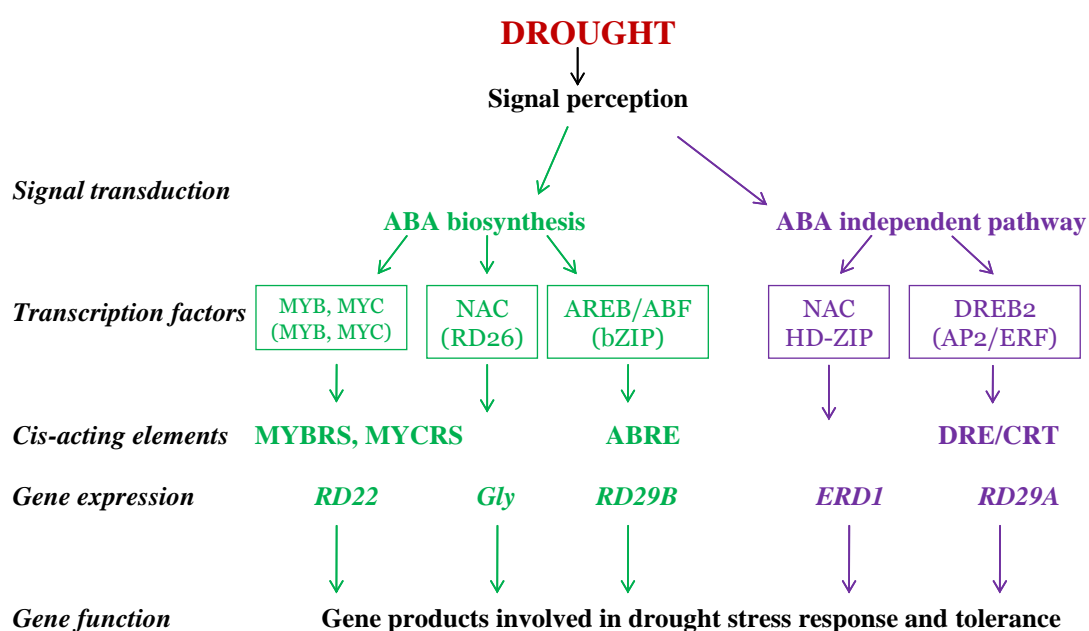 DROUGHT
Signal perception
Signal transduction
ABA biosynthesis ABA independent pathway
Transcription factors
MYB, MYC
(MYB, MYC)
NAC
(RD26)
AREB/ABF
(bZIP)
NAC
HD-ZIP
DREB2
(AP2/ERF)
Cis-acting elements MYBRS, MYCRS ABRE DRE/CRT
Gene expression RD22 Gly RD29B ERD1 RD29A
Gene function Gene products involved in drought stress response and tolerance